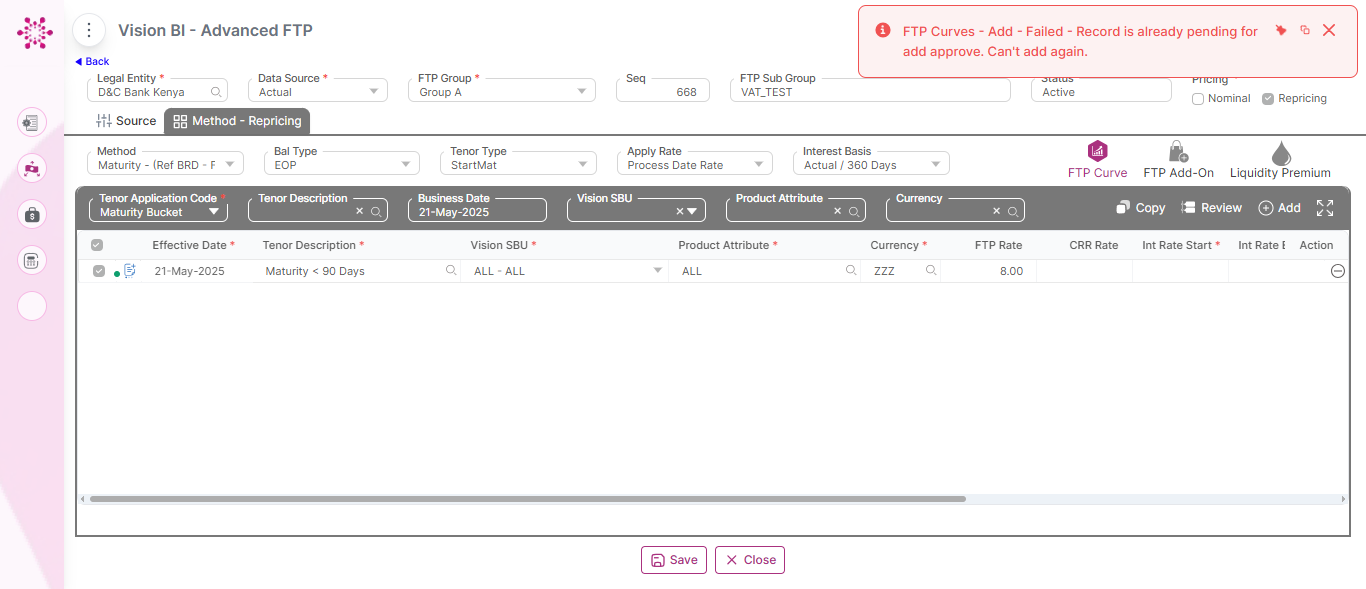 Vision BI - Advanced FTP
FTP Curves - Add - Failed - Record is already pending for
add approve. Can't add again.
Back
Legal Entity *
D&C Bank Kenya
Data Source *
Actual
FTP Group *
Group A
Seq
668
FTP Sub Group
VAT_TEST
Status
Active
Pricing *
Nominal
Repricing
Source
Method - Repricing
Method
Maturity - (Ref BRD - F
Bal Type
EOP
Tenor Type
StartMat
Apply Rate
Process Date Rate
Interest Basis
Actual / 360 Days
FTP Curve
FTP Add-On
Liquidity Premium
Tenor Application Code *
Maturity Bucket
Tenor Description
Business Date
21-May-2025
Vision SBU
Product Attribute
Currency
Copy
Review
Add
Effective Date * Tenor Description * Vision SBU * Product Attribute * Currency * FTP Rate CRR Rate Int Rate Start * Int Rate E Action
21-May-2025 Maturity < 90 Days ALL - ALL ALL ZZZ 8.00
Save
Close